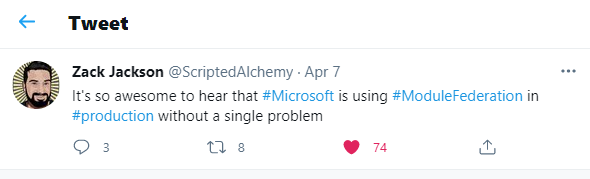 Tweet
Zack Jackson @ScriptedAlchemy · Apr 7
It's so awesome to hear that #Microsoft is using #ModuleFederation in
#production without a single problem
3 8 74